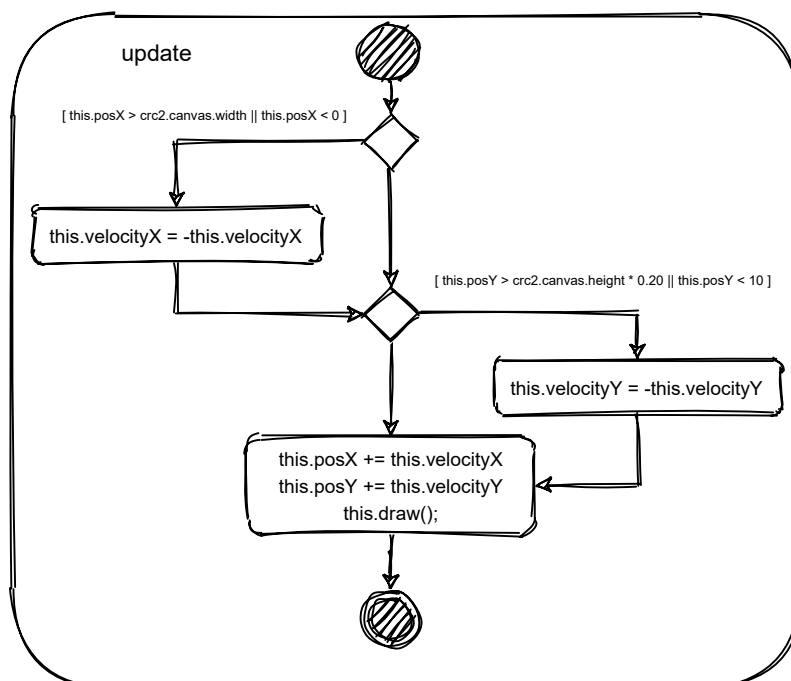 update
[ this.posX > crc2.canvas.width || this.posX < 0 ]
this.velocityX = -this.velocityX
[ this.posY > crc2.canvas.height * 0.20 || this.posY < 10 ]
this.velocityY = -this.velocityY
this.posX += this.velocityX
this.posY += this.velocityY
this.draw();